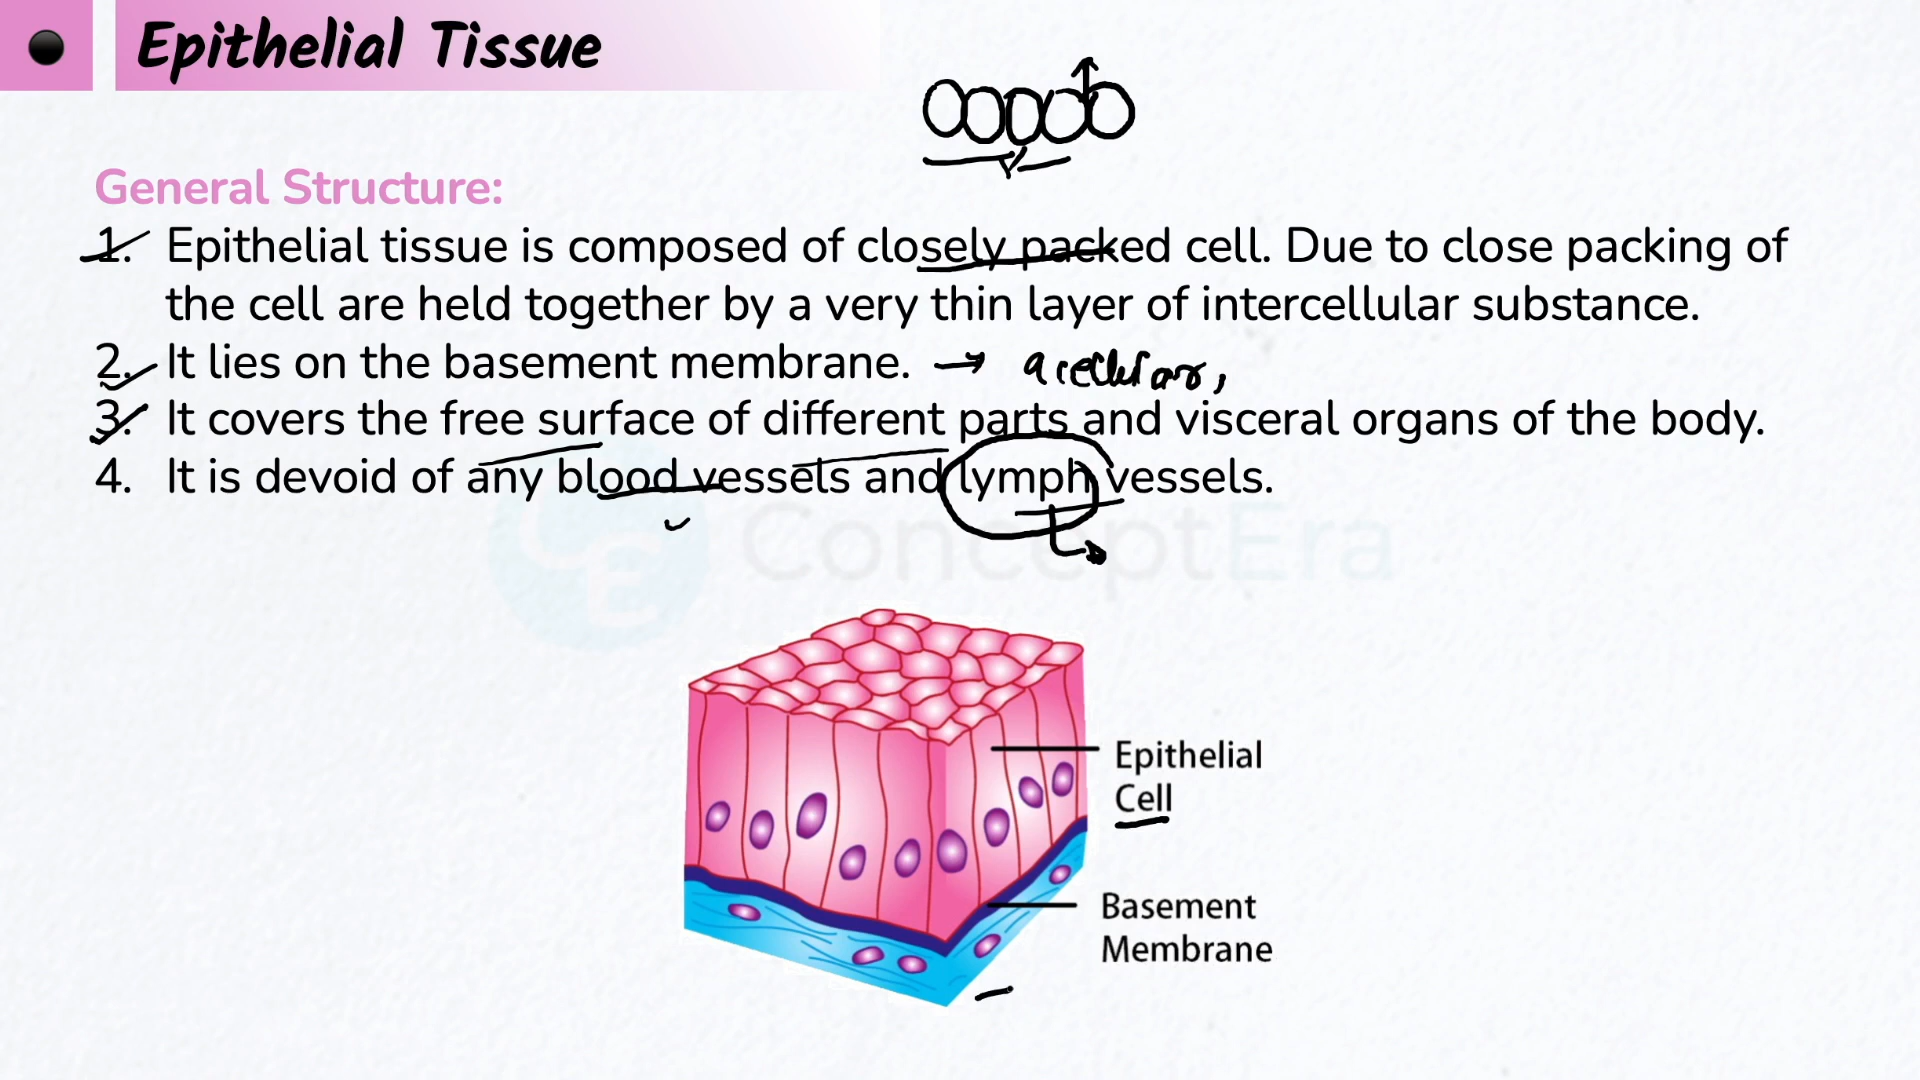 Epithelial Tissue
General Structure:
1. Epithelial tissue is composed of closely packed cell. Due to close packing of
the cell are held together by a very thin layer of intercellular substance.
2. It lies on the basement membrane. → acellular,
3. It covers the free surface of different parts and visceral organs of the body.
4. It is devoid of any blood vessels and lymph vessels.
CE ConceptEra
Epithelial
Cell
Basement
Membrane